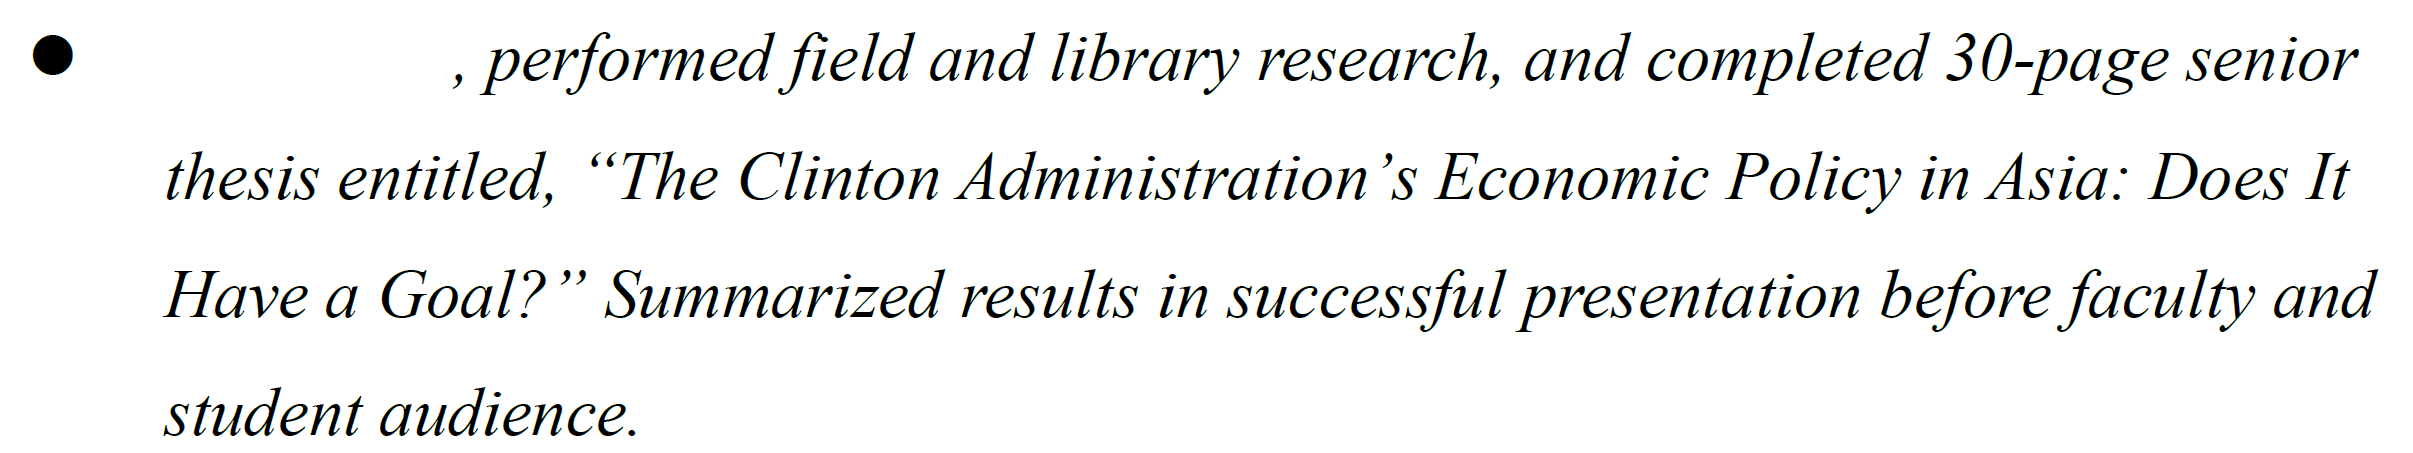 ● , performed field and library research, and completed 30-page senior
thesis entitled, “The Clinton Administration’s Economic Policy in Asia: Does It
Have a Goal?” Summarized results in successful presentation before faculty and
student audience.